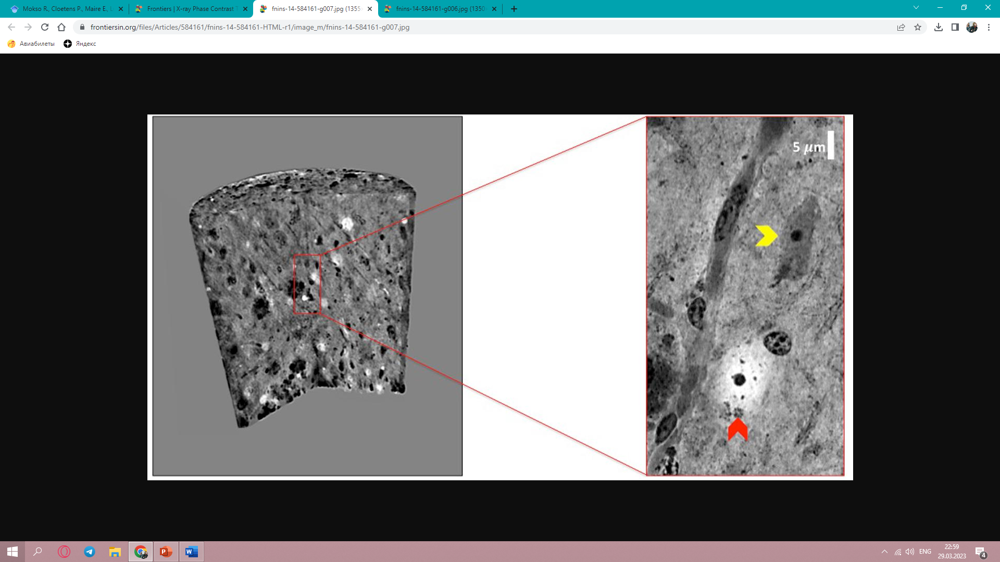 Mokso R., Cloetens P., Maire E., L
Frontiers | X-ray Phase Contrast T
fnins-14-584161-g007.jpg (1355
fnins-14-584161-g006.jpg (1350
frontiersin.org/files/Articles/584161/fnins-14-584161-HTML-r1/image_m/fnins-14-584161-g007.jpg
Авиабилеты
Яндекс
5 μm
ENG
22:59
29.03.2023
4